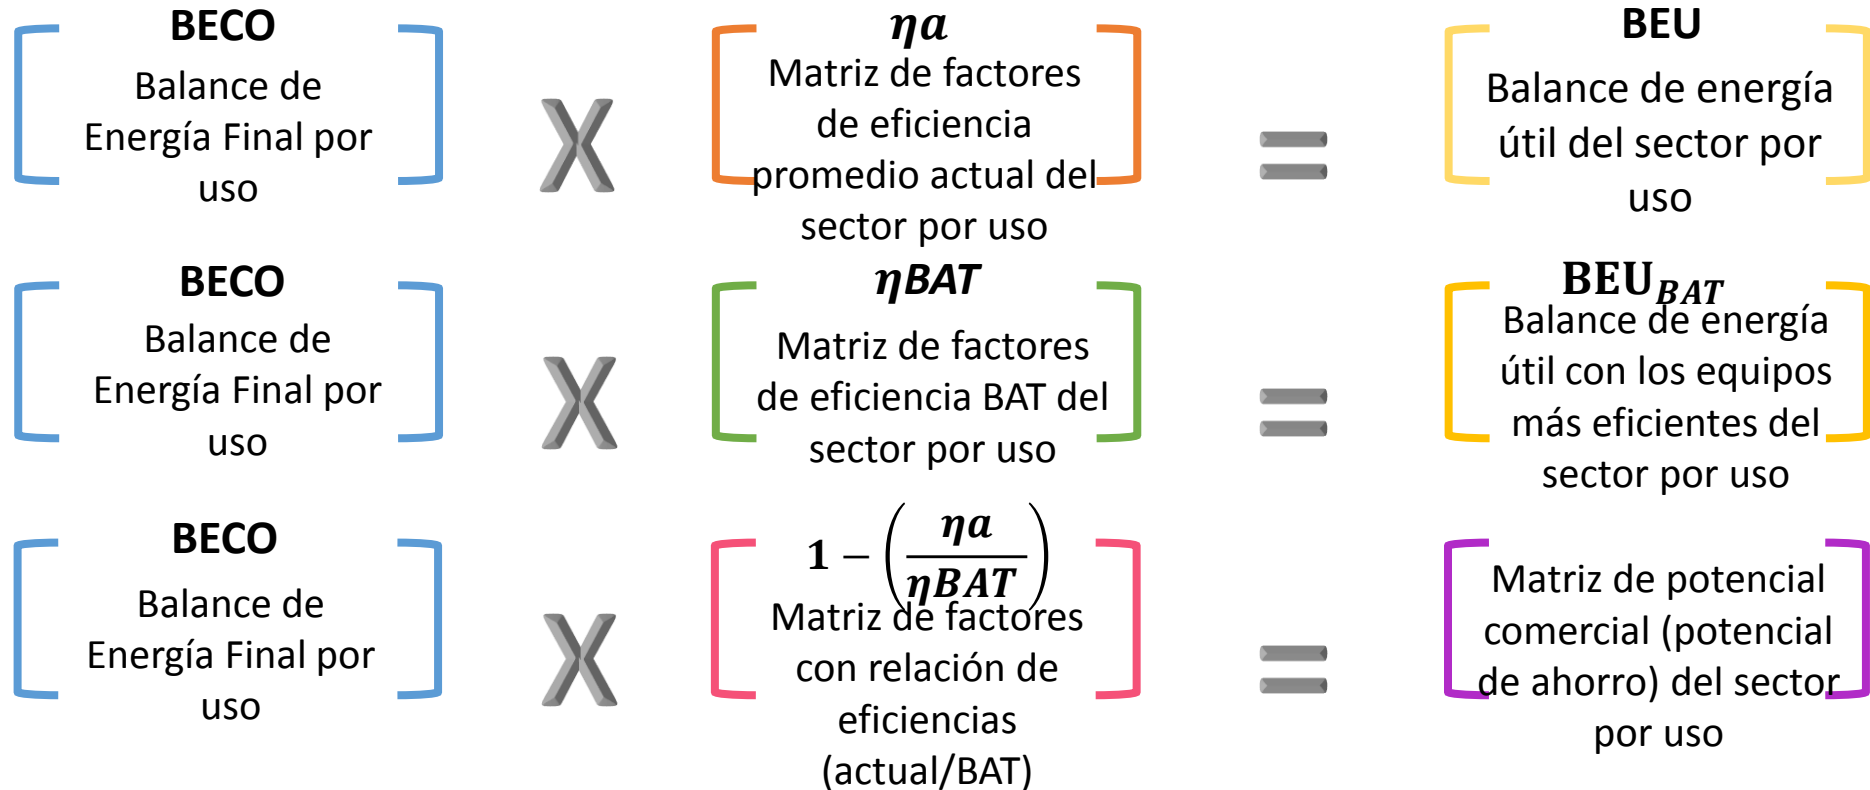 BECO
Balance de
Energía Final por
uso
X
ηa
Matriz de factores
de eficiencia
promedio actual del
sector por uso
=
BEU
Balance de energía
útil del sector por
uso
BECO
Balance de
Energía Final por
uso
X
ηBAT
Matriz de factores
de eficiencia BAT del
sector por uso
=
BEU_BAT
Balance de energía
útil con los equipos
más eficientes del
sector por uso
BECO
Balance de
Energía Final por
uso
X
1 − (ηa / ηBAT)
Matriz de factores
con relación de
eficiencias
(actual/BAT)
=
Matriz de potencial
comercial (potencial
de ahorro) del sector
por uso